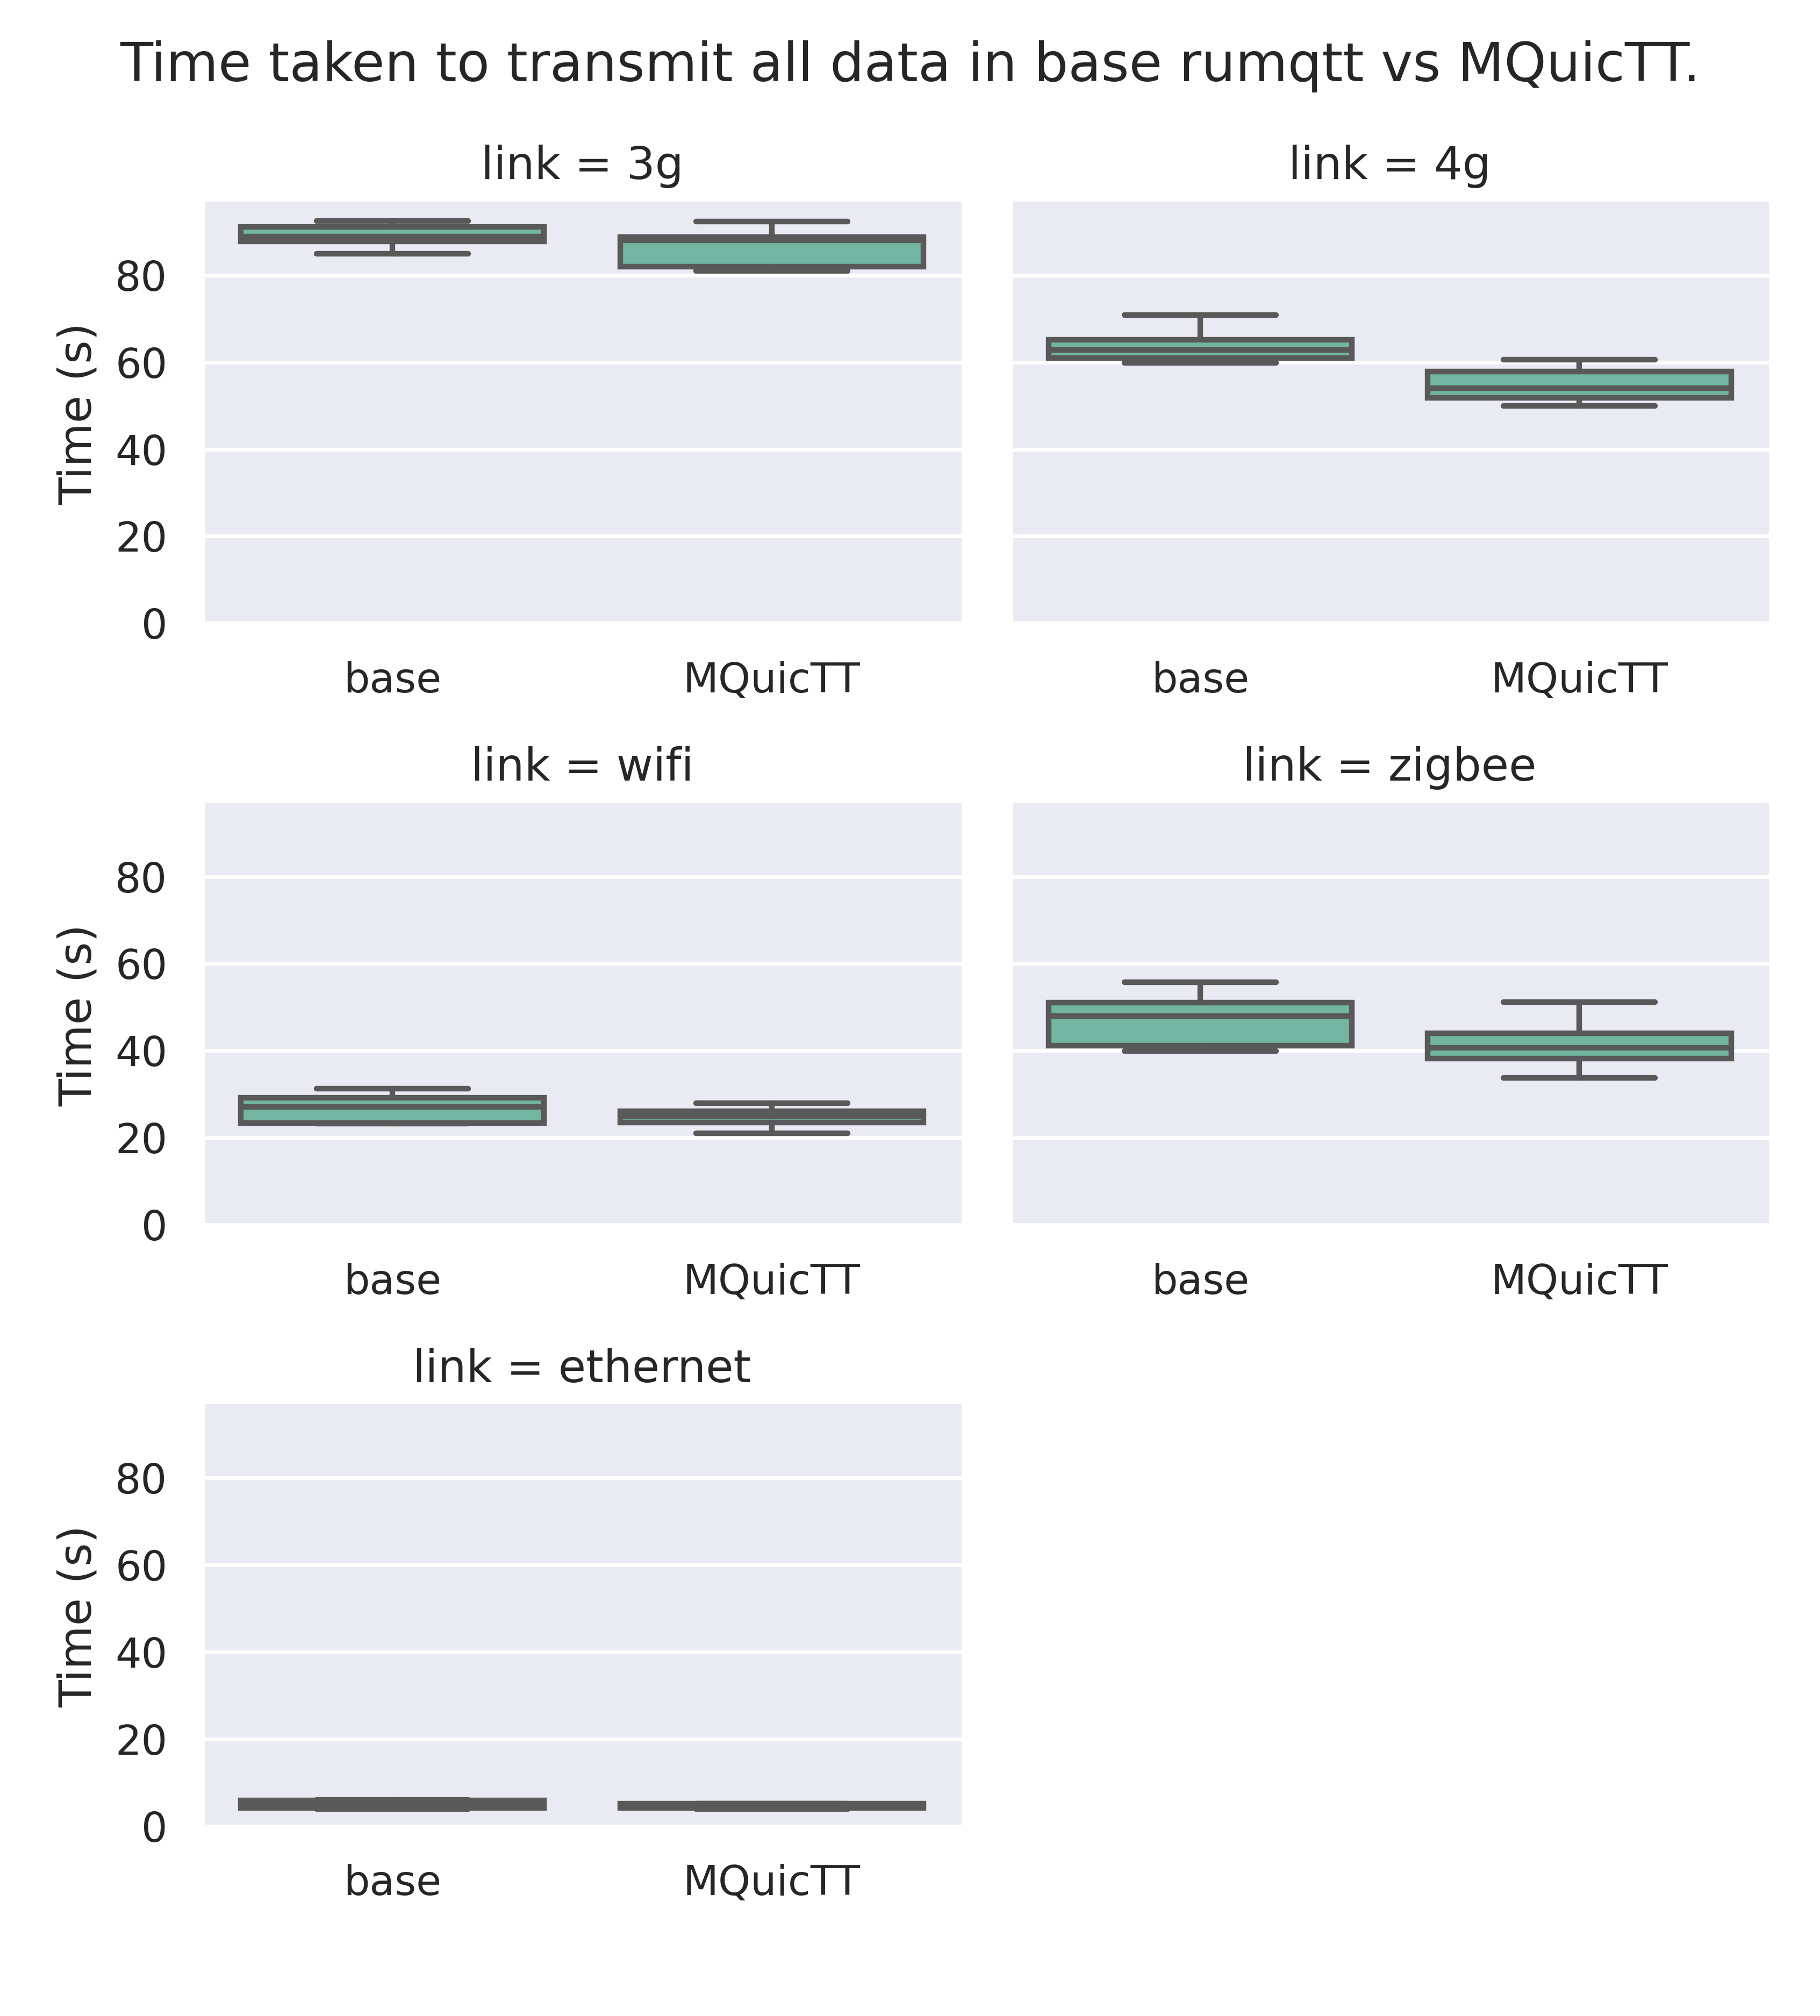 Time taken to transmit all data in base rumqtt vs MQuicTT.
link = 3g
link = 4g
Time (s)
80
60
40
20
0
base
MQuicTT
base
MQuicTT
link = wifi
link = zigbee
Time (s)
80
60
40
20
0
base
MQuicTT
base
MQuicTT
link = ethernet
Time (s)
80
60
40
20
0
base
MQuicTT